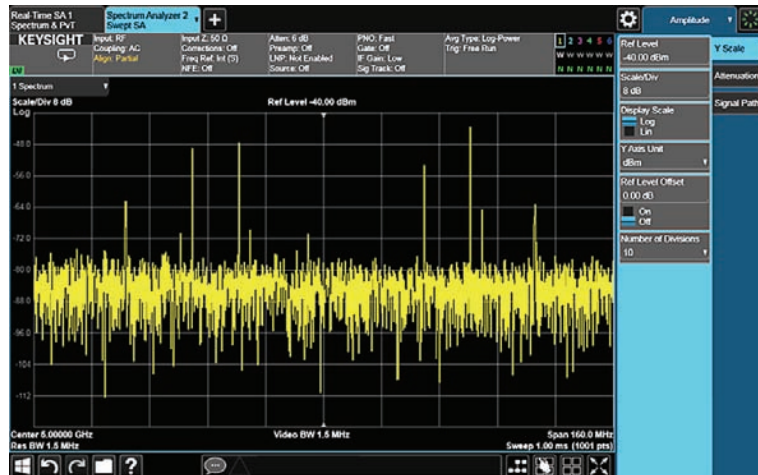 Real-Time SA 1
Spectrum & PvT
Spectrum Analyzer 2
Swept SA
+
Amplitude
KEYSIGHT
Input: RF
Coupling: AC
Align: Partial
Input Z: 50 Ω
Corrections: Off
Freq Ref: Int (S)
NFE: Off
Atten: 6 dB
Preamp: Off
LNP: Not Enabled
Source: Off
PNO: Fast
Gate: Off
IF Gain: Low
Sig Track: Off
Avg Type: Log-Power
Trig: Free Run
1 2 3 4 5 6
W W W W W W
N N N N N N
1 Spectrum
Scale/Div 8 dB
Ref Level -40.00 dBm
Log
-48.0
-56.0
-64.0
-72.0
-80.0
-88.0
-96.0
-104
-112
Center 5.00000 GHz
Res BW 1.5 MHz
Video BW 1.5 MHz
Span 160.0 MHz
Sweep 1.00 ms (1001 pts)
Ref Level
-40.00 dBm
Scale/Div
8 dB
Display Scale
Log
Lin
Y Axis Unit
dBm
Ref Level Offset
0.00 dB
On
Off
Number of Divisions
10
Y Scale
Attenuation
Signal Path
?